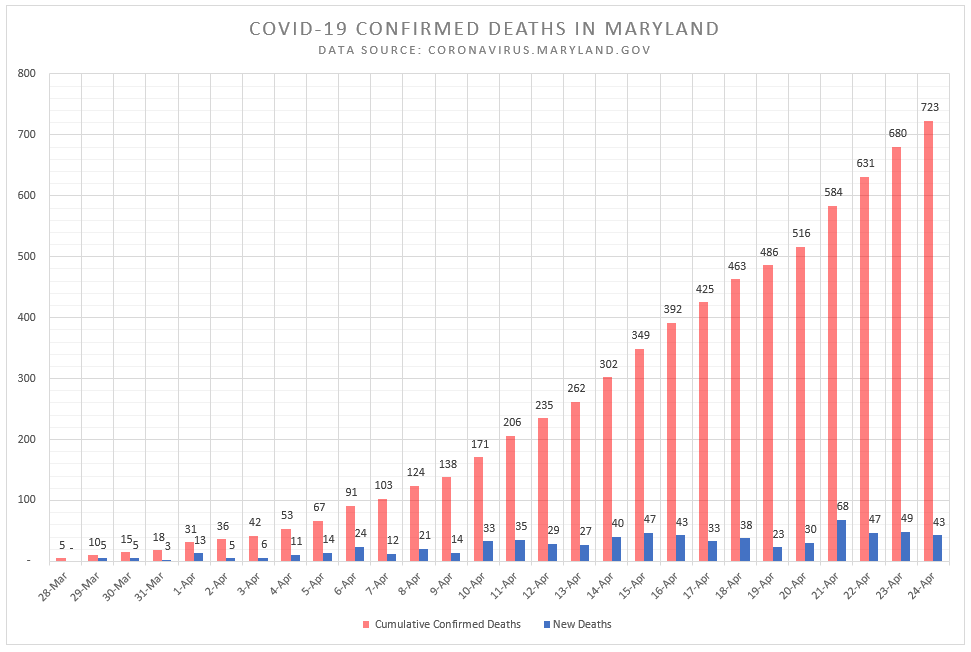 COVID-19 CONFIRMED DEATHS IN MARYLAND
DATA SOURCE: CORONAVIRUS.MARYLAND.GOV
800
700
600
500
400
300
200
100
-
5 10 15 18 31 36 42 53 67 91 103 124 138 171 206 235 262 302 349 392 425 463 486 516 584 631 680 723
- 5 5 3 13 5 6 11 14 24 12 21 14 33 35 29 27 40 47 43 33 38 23 30 68 47 49 43
28-Mar 29-Mar 30-Mar 31-Mar 1-Apr 2-Apr 3-Apr 4-Apr 5-Apr 6-Apr 7-Apr 8-Apr 9-Apr 10-Apr 11-Apr 12-Apr 13-Apr 14-Apr 15-Apr 16-Apr 17-Apr 18-Apr 19-Apr 20-Apr 21-Apr 22-Apr 23-Apr 24-Apr
Cumulative Confirmed Deaths New Deaths